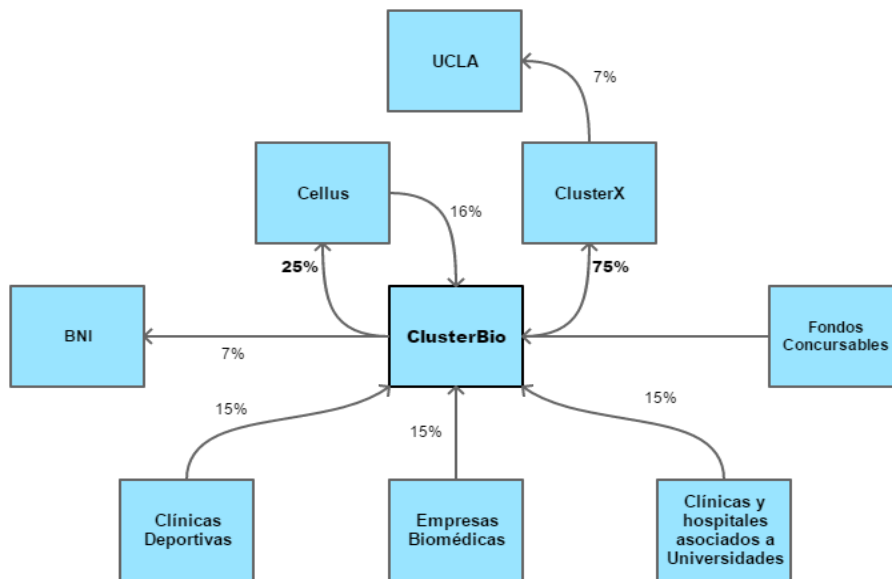 UCLA
7%
Cellus
ClusterX
16%
25%
75%
BNI
ClusterBio
Fondos
Concursables
7%
15%
15%
15%
Clínicas
Deportivas
Empresas
Biomédicas
Clínicas y
hospitales
asociados a
Universidades